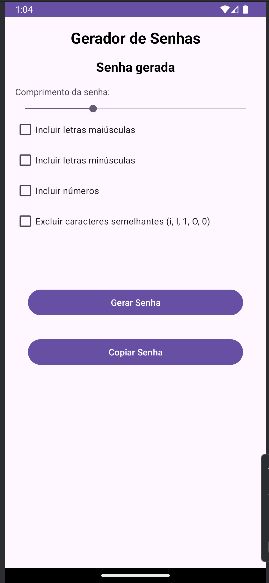 1:04
Gerador de Senhas
Senha gerada
Comprimento da senha:
Incluir letras maiúsculas
Incluir letras minúsculas
Incluir números
Excluir caracteres semelhantes (i, l, 1, O, 0)
Gerar Senha
Copiar Senha